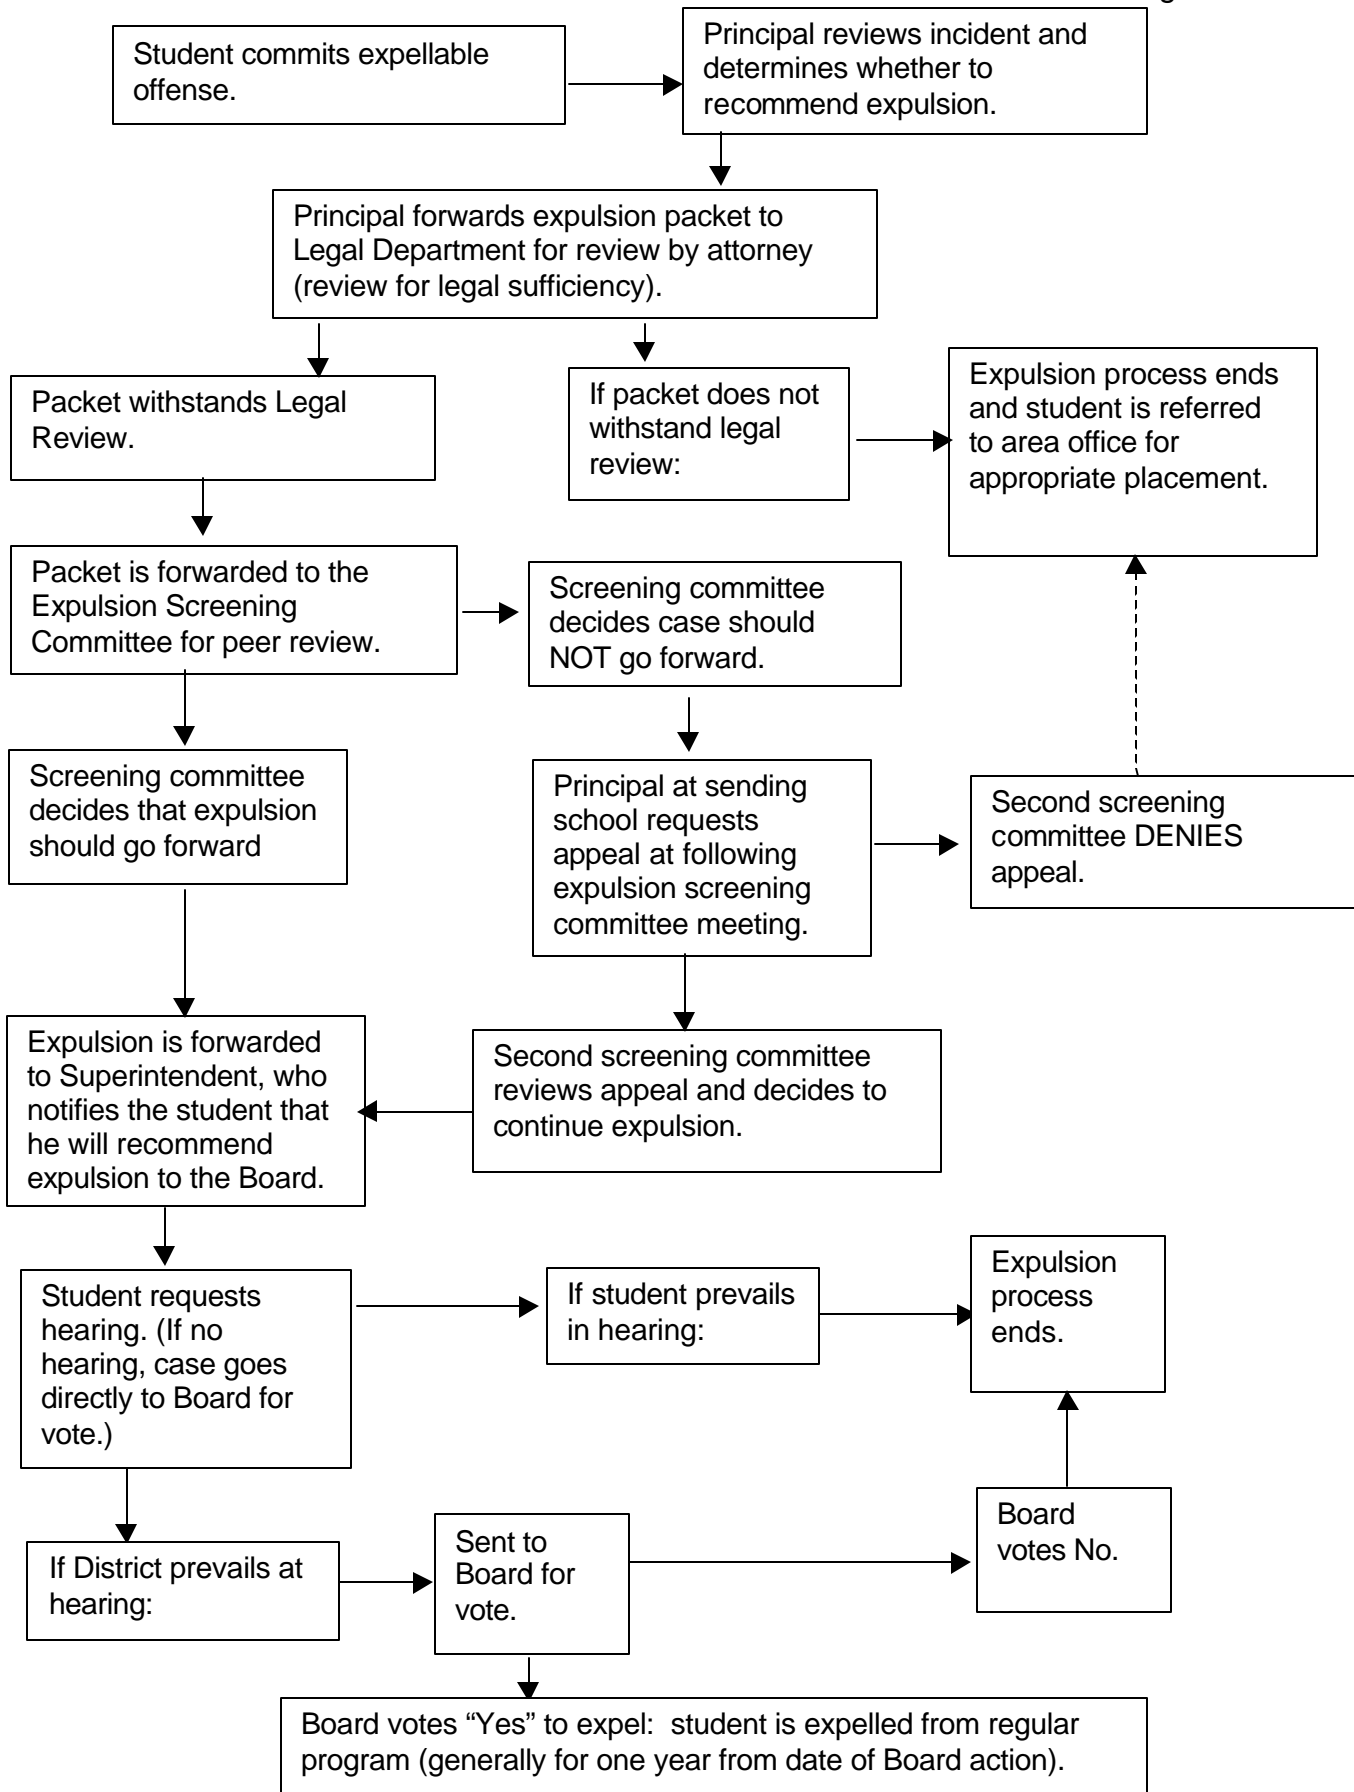 Student commits expellable
offense.
Principal reviews incident and
determines whether to
recommend expulsion.
Principal forwards expulsion packet to
Legal Department for review by attorney
(review for legal sufficiency).
Packet withstands Legal
Review.
If packet does not
withstand legal
review:
Expulsion process ends
and student is referred
to area office for
appropriate placement.
Packet is forwarded to the
Expulsion Screening
Committee for peer review.
Screening committee
decides case should
NOT go forward.
Screening committee
decides that expulsion
should go forward
Principal at sending
school requests
appeal at following
expulsion screening
committee meeting.
Second screening
committee DENIES
appeal.
Expulsion is forwarded
to Superintendent, who
notifies the student that
he will recommend
expulsion to the Board.
Second screening committee
reviews appeal and decides to
continue expulsion.
Student requests
hearing. (If no
hearing, case goes
directly to Board for
vote.)
If student prevails
in hearing:
Expulsion
process
ends.
If District prevails at
hearing:
Sent to
Board for
vote.
Board
votes No.
Board votes “Yes” to expel: student is expelled from regular
program (generally for one year from date of Board action).